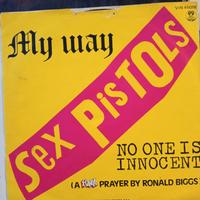 My way
SEX PISTOLS
NO ONE IS
INNOCENT
(A PUNK PRAYER BY RONALD BIGGS)